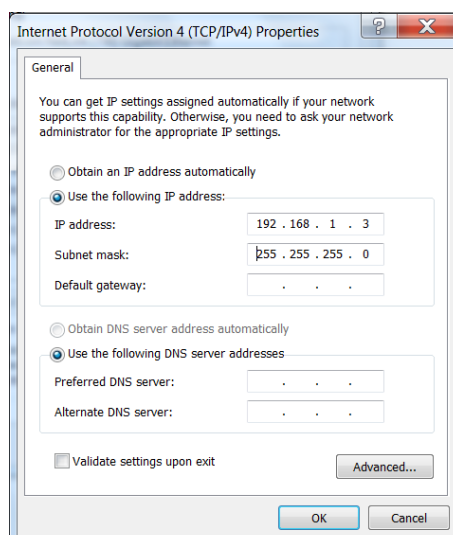 Internet Protocol Version 4 (TCP/IPv4) Properties
?
X
General
You can get IP settings assigned automatically if your network
supports this capability. Otherwise, you need to ask your network
administrator for the appropriate IP settings.
Obtain an IP address automatically
Use the following IP address:
IP address: 192 . 168 . 1 . 3
Subnet mask: 255 . 255 . 255 . 0
Default gateway: . . .
Obtain DNS server address automatically
Use the following DNS server addresses
Preferred DNS server: . . .
Alternate DNS server: . . .
Validate settings upon exit
Advanced...
OK Cancel